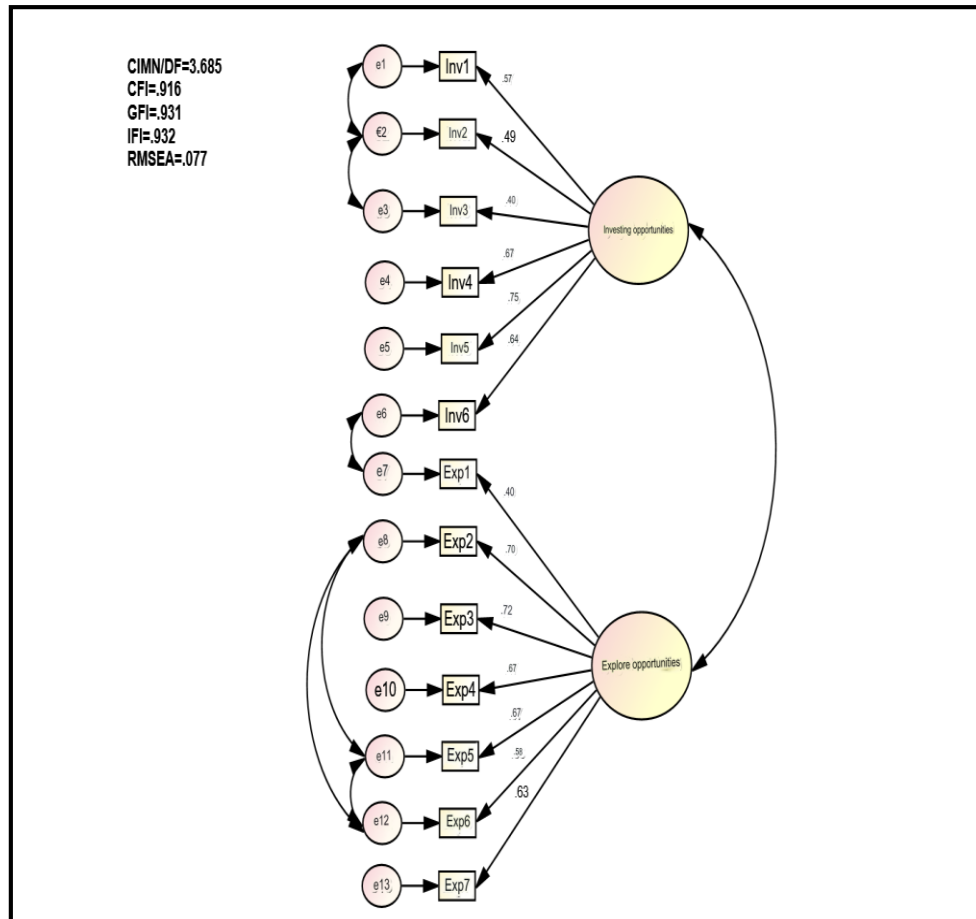 CIMN/DF=3.685
CFI=.916
GFI=.931
IFI=.932
RMSEA=.077
e1
Inv1
.57
€2
Inv2
.49
e3
Inv3
.40
Investing opportunities
e4
Inv4
.67
e5
Inv5
.75
.64
e6
Inv6
e7
Exp1
.40
e8
Exp2
.70
e9
Exp3
.72
Explore opportunities
e10
Exp4
.67
e11
Exp5
.67
.58
e12
Exp6
.63
e13
Exp7